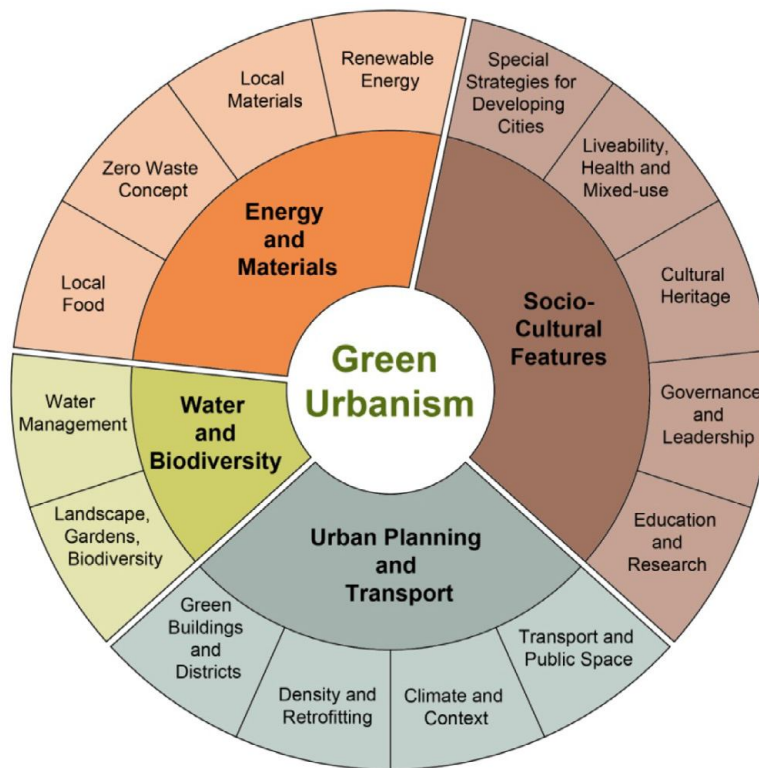 Green
Urbanism
Energy
and
Materials
Local
Food
Zero Waste
Concept
Local
Materials
Renewable
Energy
Socio-
Cultural
Features
Special
Strategies for
Developing
Cities
Liveability,
Health and
Mixed-use
Cultural
Heritage
Governance
and
Leadership
Education
and
Research
Urban Planning
and
Transport
Transport and
Public Space
Climate and
Context
Density and
Retrofitting
Green
Buildings
and
Districts
Water
and
Biodiversity
Landscape,
Gardens,
Biodiversity
Water
Management